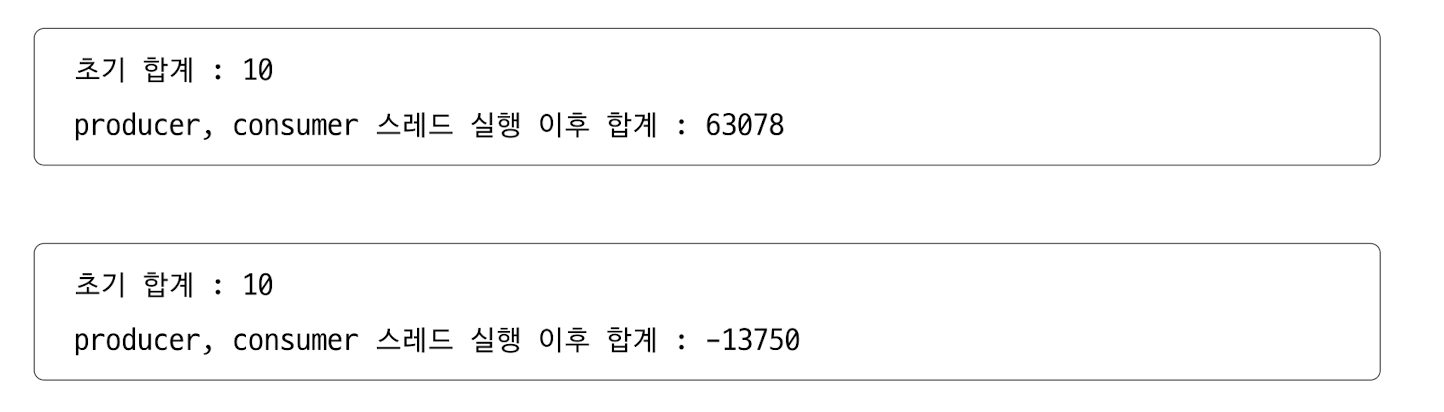 초기 합계 : 10
producer, consumer 스레드 실행 이후 합계 : 63078
초기 합계 : 10
producer, consumer 스레드 실행 이후 합계 : -13750